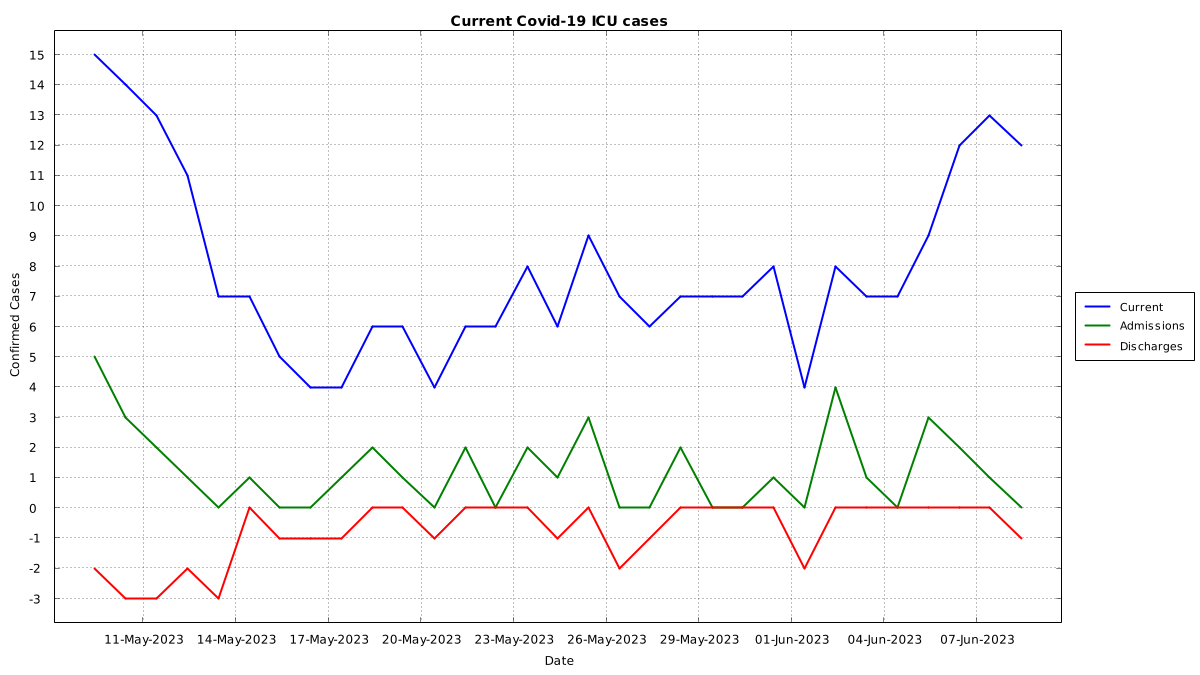 Current Covid-19 ICU cases
15
14
13
12
11
10
9
8
7
6
5
4
3
2
1
0
-1
-2
-3
Confirmed Cases
11-May-2023 14-May-2023 17-May-2023 20-May-2023 23-May-2023 26-May-2023 29-May-2023 01-Jun-2023 04-Jun-2023 07-Jun-2023
Date
Current
Admissions
Discharges